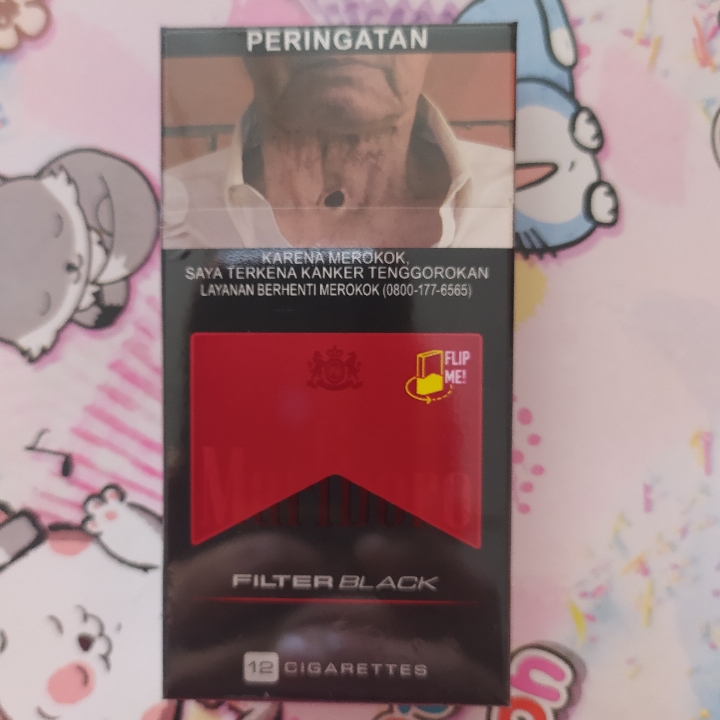 PERINGATAN
KARENA MEROKOK,
SAYA TERKENA KANKER TENGGOROKAN
LAYANAN BERHENTI MEROKOK (0800-177-6565)
FLIP
ME!
Marlboro
FILTER BLACK
12 CIGARETTES